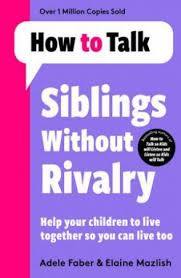 Over 1 Million Copies Sold
How to Talk
Siblings
Without
Rivalry
How to Talk so Kids
will Listen and
Listen so Kids
will Talk
Help your children to live
together so you can live too
Adele Faber & Elaine Mazlish